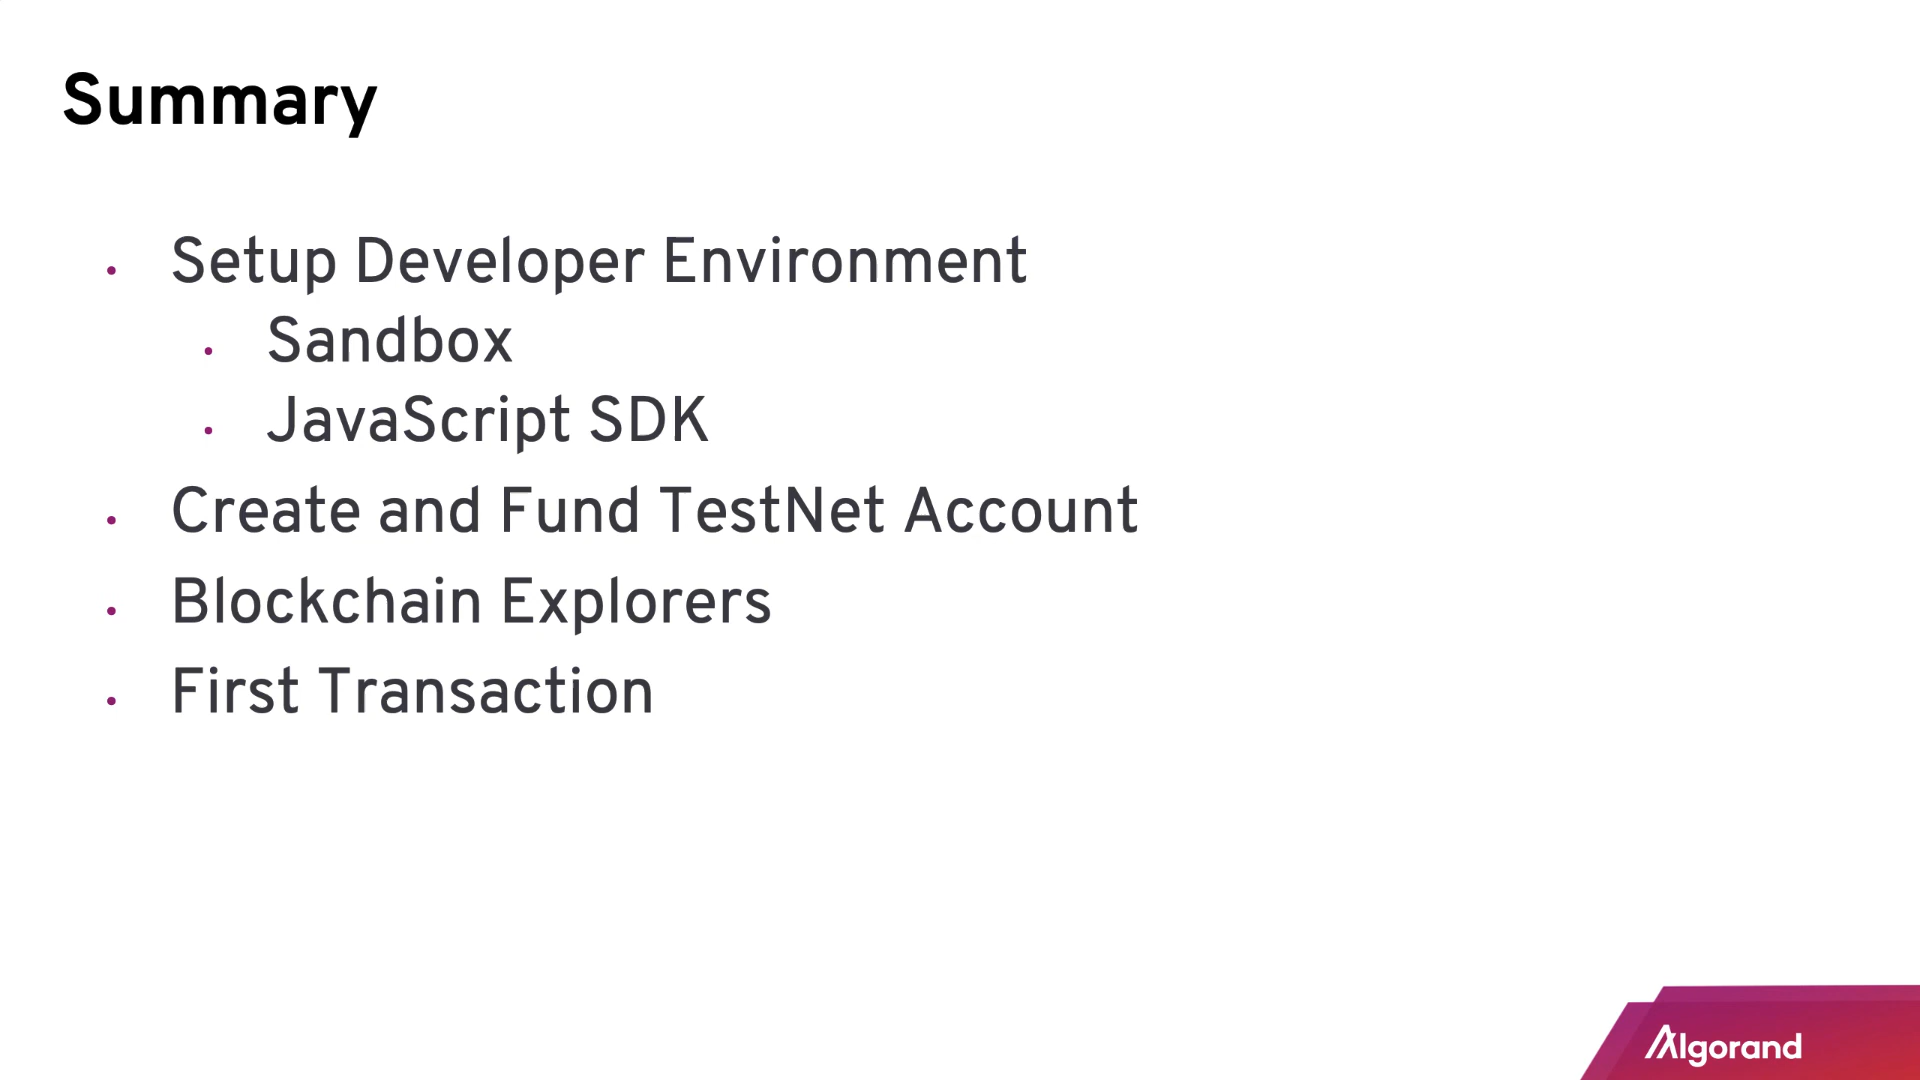 Summary
• Setup Developer Environment
• Sandbox
• JavaScript SDK
• Create and Fund TestNet Account
• Blockchain Explorers
• First Transaction
Algorand